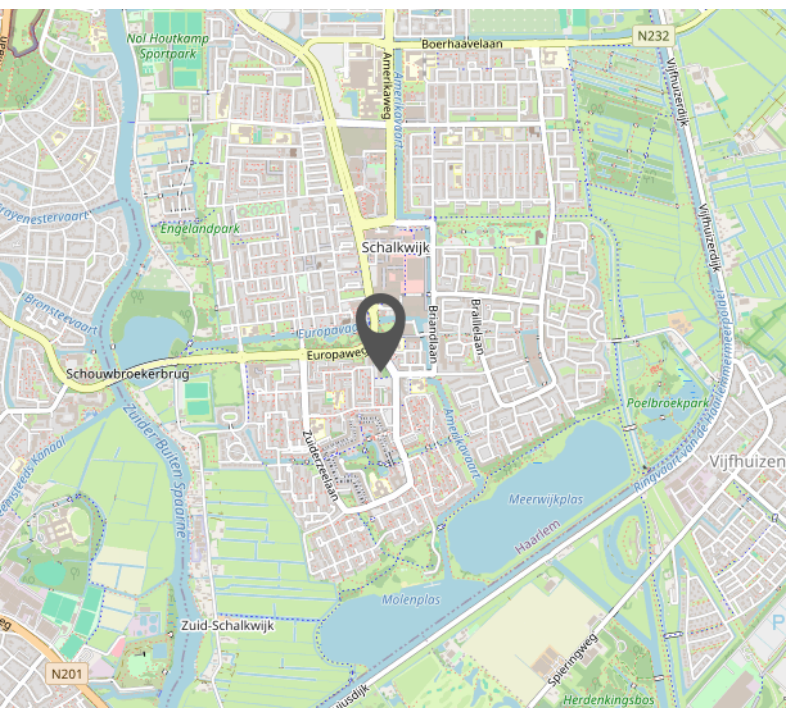 Nol Houtkamp
Sportpark
Boerhaavelaan
N232
Amerikaweg
Amerikavaart
Vijfhuizerdijk
Engelandpark
Schalkwijk
Vijfhuizerdijk
Bronsteevaart
Europaweg
Briandlaan
Braillelaan
Schouwbroekerbrug
Poelbroekpark
Zuider-Buiten Spaarne
Zuiderzeelaan
Amerikavaart
Ringvaart van de Haarlemmermeerpolder
Vijfhuizen
Meerwijkplas
Haarlem
Molenplas
Zuid-Schalkwijk
N201
Spieringweg
Herdenkingsbos
P